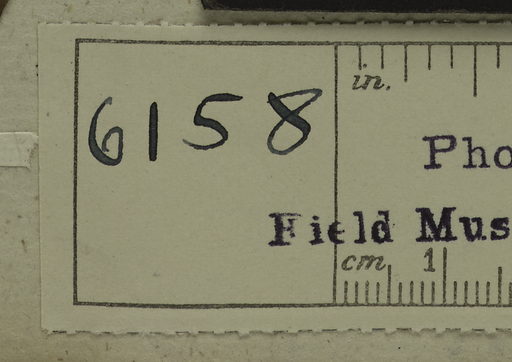 6158
in.
Pho
Field Mus
cm 1